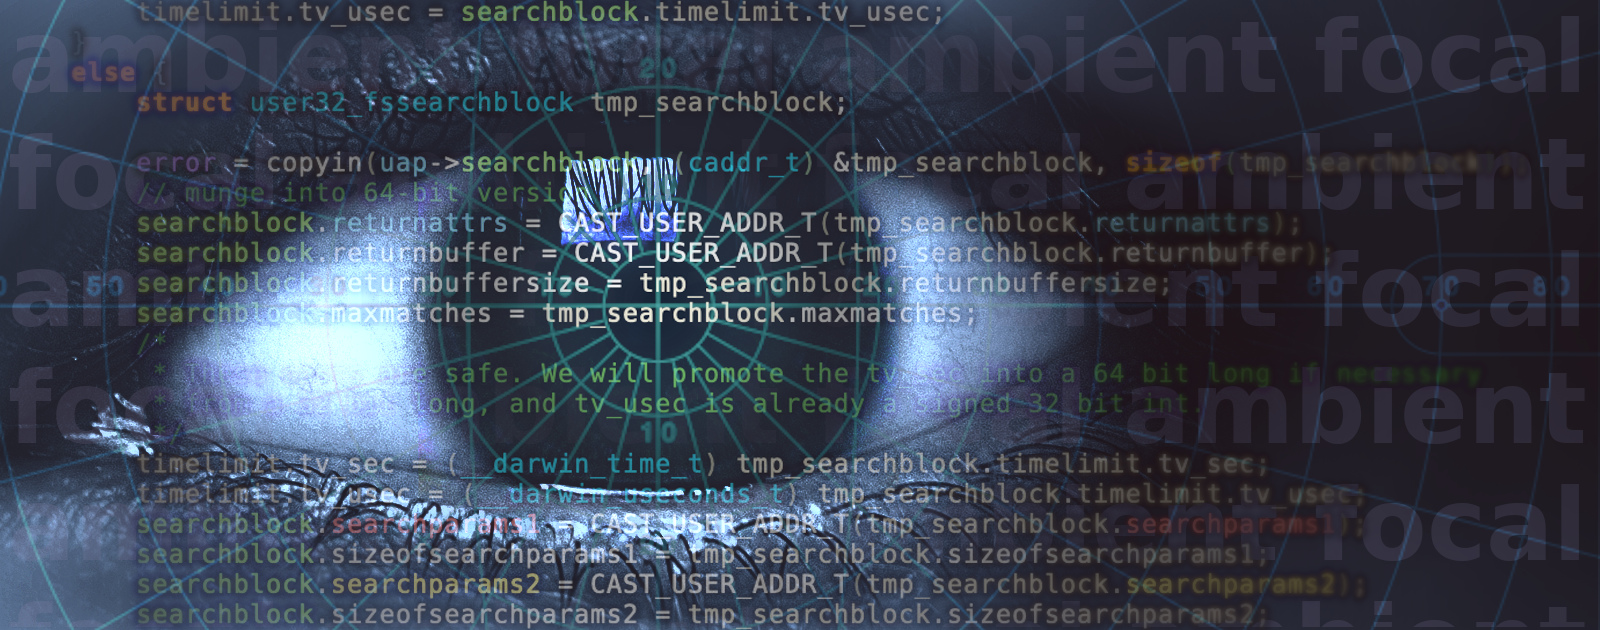 timelimit.tv_usec = searchblock.timelimit.tv_usec;
}
else {
struct user32_fssearchblock tmp_searchblock;
error = copyin(uap->searchblock, (caddr_t) &tmp_searchblock, sizeof(tmp_searchblock));
// munge into 64-bit version
searchblock.returnattrs = CAST_USER_ADDR_T(tmp_searchblock.returnattrs);
searchblock.returnbuffer = CAST_USER_ADDR_T(tmp_searchblock.returnbuffer);
searchblock.returnbuffersize = tmp_searchblock.returnbuffersize;
searchblock.maxmatches = tmp_searchblock.maxmatches;
/*
* safe. We will promote the tv_sec into a 64 bit long if necessary
* long, and tv_usec is already a signed 32 bit int.
*/
timelimit.tv_sec = (__darwin_time_t) tmp_searchblock.timelimit.tv_sec;
timelimit.tv_usec = (__darwin_useconds_t) tmp_searchblock.timelimit.tv_usec;
searchblock.searchparams1 = CAST_USER_ADDR_T(tmp_searchblock.searchparams1);
searchblock.sizeofsearchparams1 = tmp_searchblock.sizeofsearchparams1;
searchblock.searchparams2 = CAST_USER_ADDR_T(tmp_searchblock.searchparams2);
searchblock.sizeofsearchparams2 = tmp_searchblock.sizeofsearchparams2;
ambient ambient focal
focal
ambient focal
focal ambient
ambient focal
ambient
20
50
50 60 70 80
10